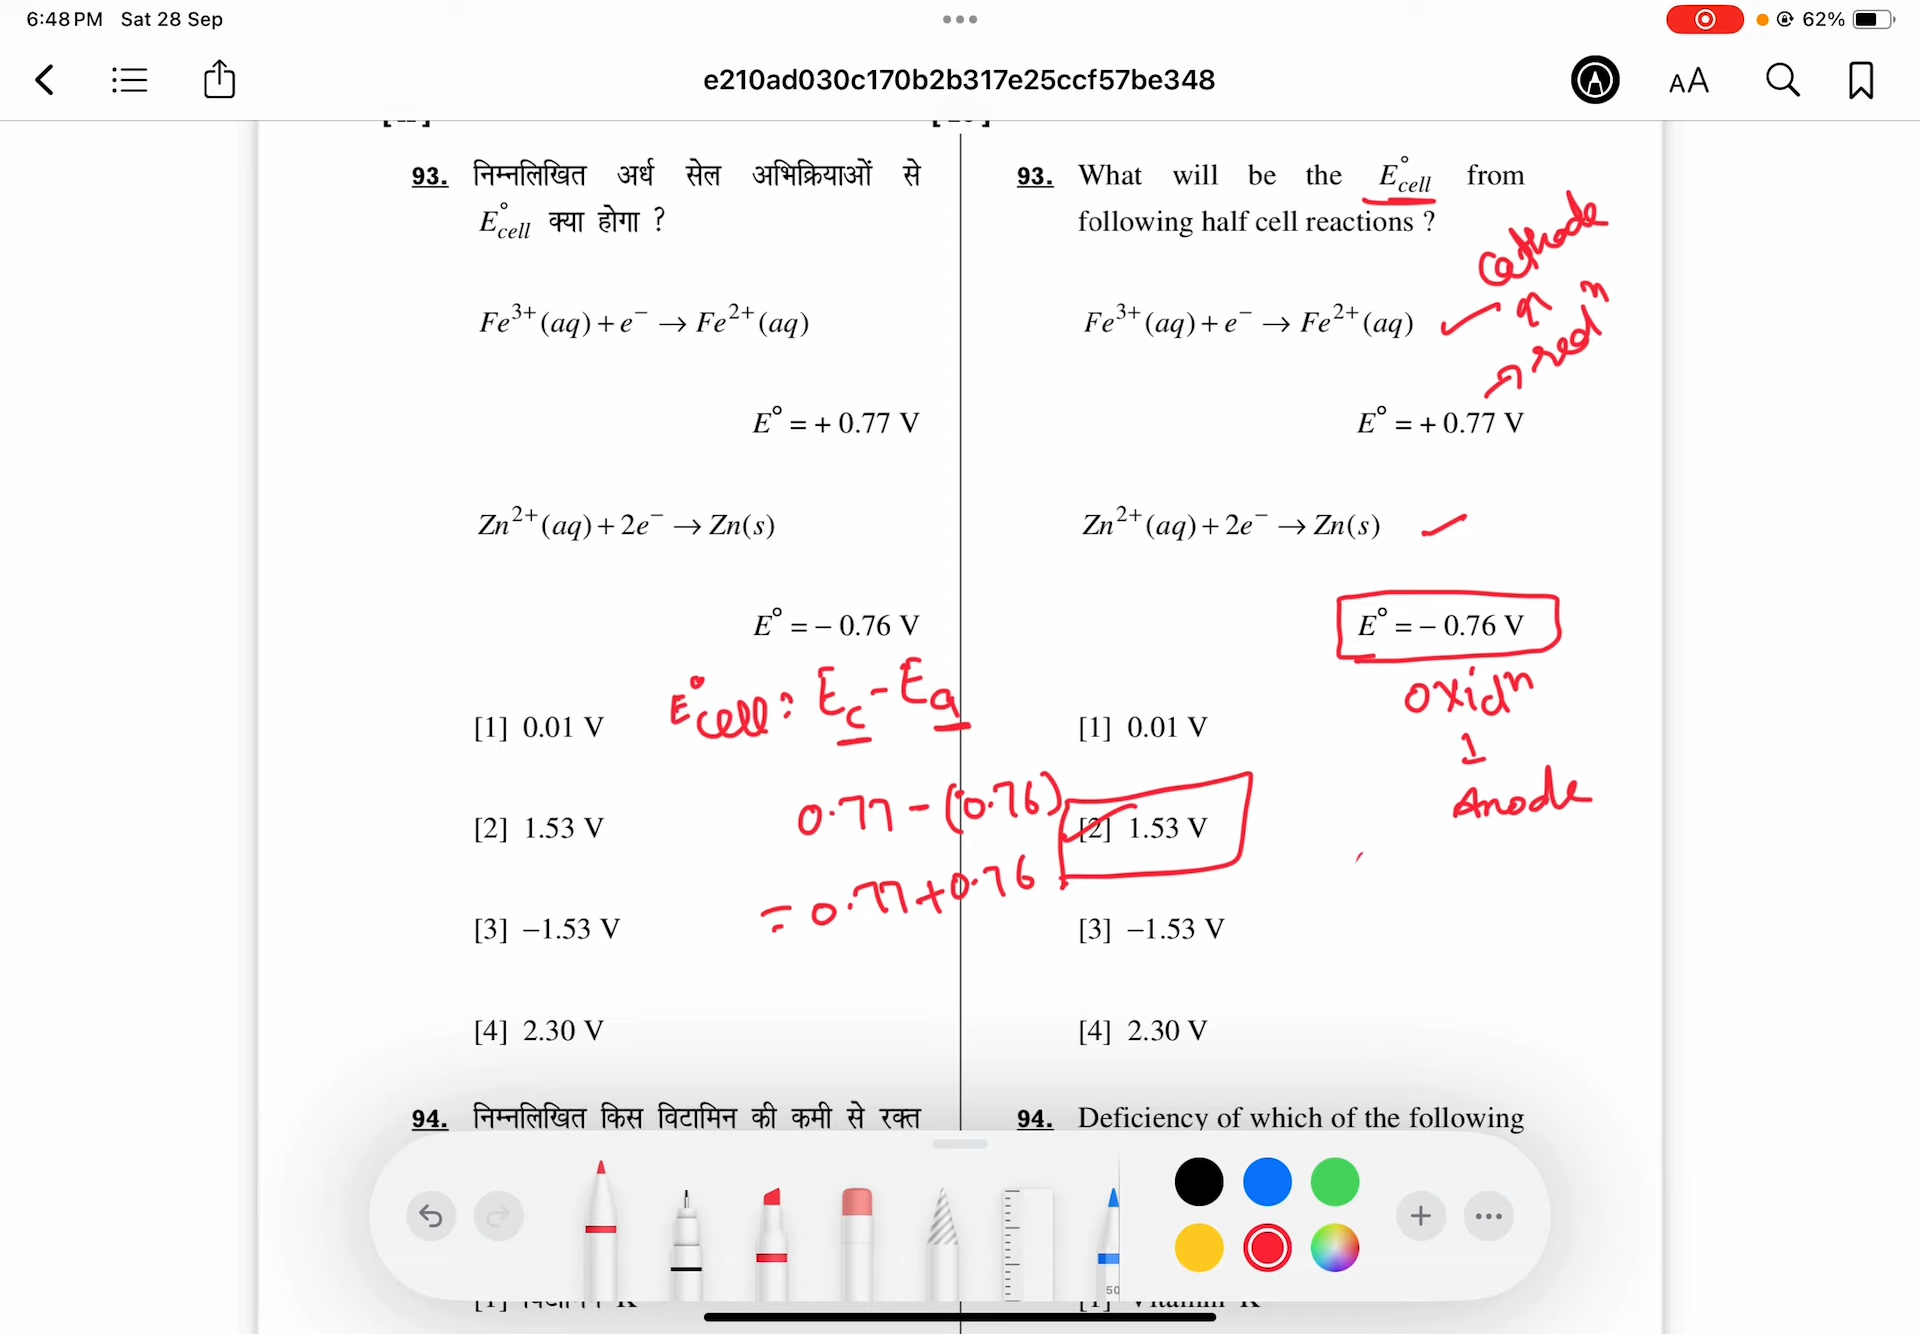 6:48 PM Sat 28 Sep
62%
e210ad030c170b2b317e25ccf57be348
AA
93. निम्नलिखित अर्ध सेल अभिक्रियाओं से
E°cell क्या होगा ?
Fe³⁺(aq) + e⁻ → Fe²⁺(aq)
E° = + 0.77 V
Zn²⁺(aq) + 2e⁻ → Zn(s)
E° = – 0.76 V
[1] 0.01 V
[2] 1.53 V
[3] –1.53 V
[4] 2.30 V
94. निम्नलिखित किस विटामिन की कमी से रक्त
E°cell = Ec - Ea
0.77 - (0.76)
= 0.77 + 0.76
93. What will be the E°cell from
following half cell reactions ?
Fe³⁺(aq) + e⁻ → Fe²⁺(aq)
E° = + 0.77 V
Zn²⁺(aq) + 2e⁻ → Zn(s)
E° = – 0.76 V
[1] 0.01 V
[2] 1.53 V
[3] –1.53 V
[4] 2.30 V
94. Deficiency of which of the following
Cathode
redⁿ
oxidⁿ
Anode
50